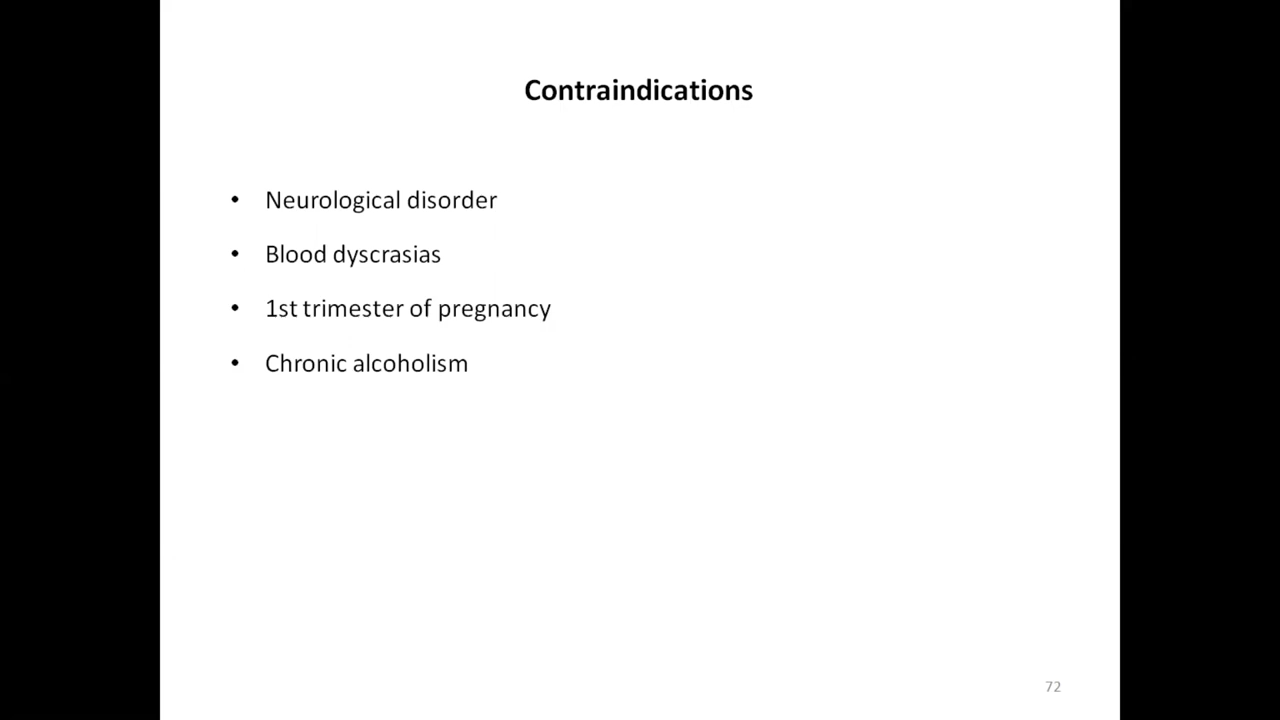 Contraindications
• Neurological disorder
• Blood dyscrasias
• 1st trimester of pregnancy
• Chronic alcoholism
72